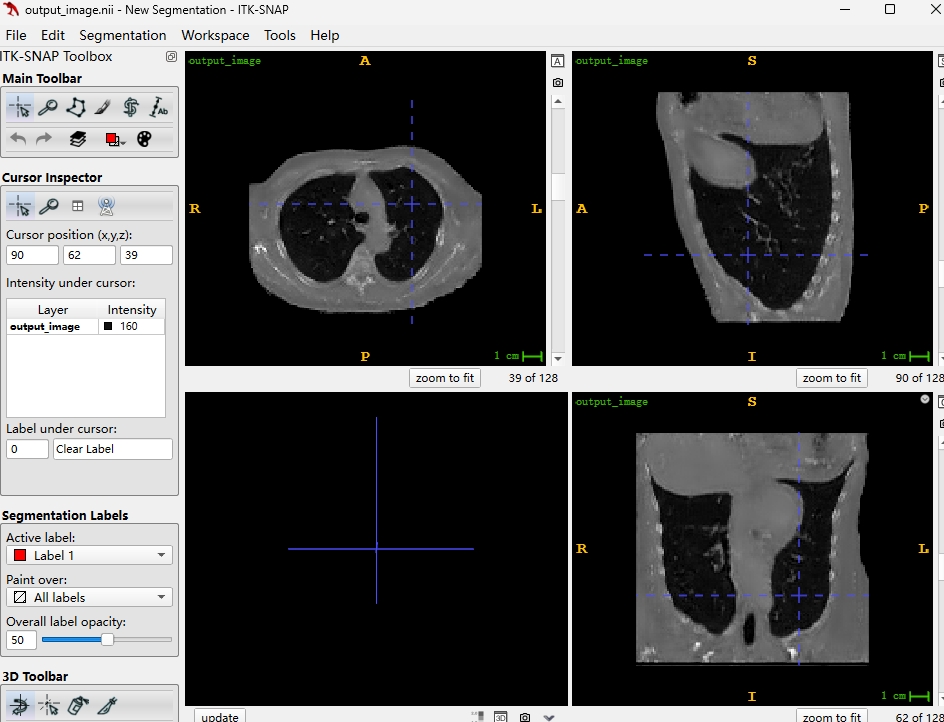 output_image.nii - New Segmentation - ITK-SNAP
File Edit Segmentation Workspace Tools Help
ITK-SNAP Toolbox
Main Toolbar
Ab
Cursor Inspector
Cursor position (x,y,z):
90 62 39
Intensity under cursor:
Layer Intensity
output_image 160
Label under cursor:
0 Clear Label
Segmentation Labels
Active label:
Label 1
Paint over:
All labels
Overall label opacity:
50
3D Toolbar
output_image
A
A
R
L
P
1 cm
zoom to fit 39 of 128
output_image
S
A
P
I
1 cm
zoom to fit 90 of 128
update
3D
output_image
S
R
L
I
1 cm
zoom to fit 62 of 128